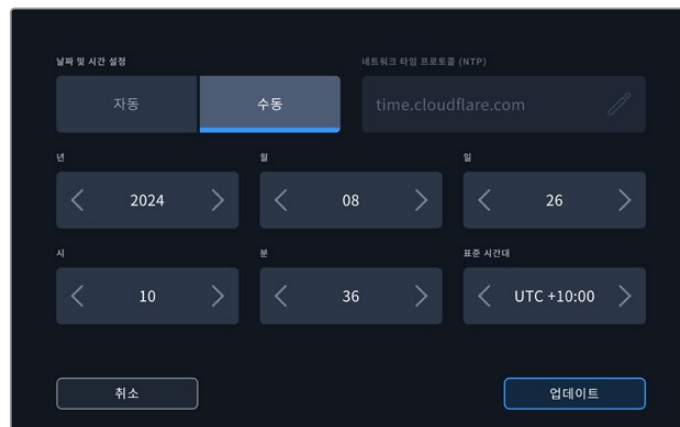 날짜 및 시간 설정
네트워크 타임 프로토콜 (NTP)
자동
수동
time.cloudflare.com
년
월
일
2024
08
26
시
분
표준 시간대
10
36
UTC +10:00
취소
업데이트